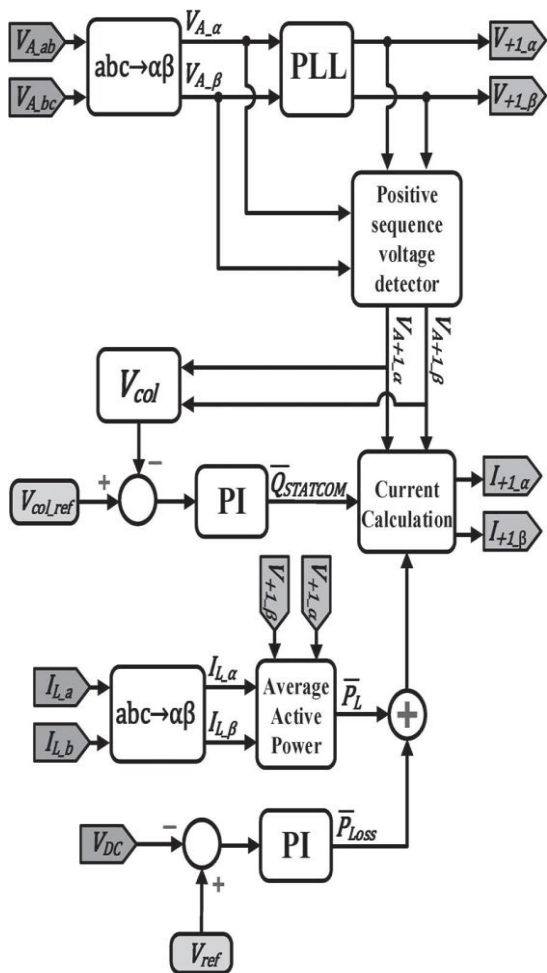 V_A_ab
V_A_bc
abc→αβ
V_A_α
V_A_β
PLL
V_+1_α
V_+1_β
Positive
sequence
voltage
detector
V_A+1_α
V_A+1_β
V_col
+
−
V_col_ref
PI
Q̅_STATCOM
Current
Calculation
I_+1_α
I_+1_β
V_+1_β
V_+1_α
I_L_a
I_L_b
abc→αβ
I_L_α
I_L_β
Average
Active
Power
P̅_L
+
V_DC
−
+
PI
P̅_Loss
V_ref